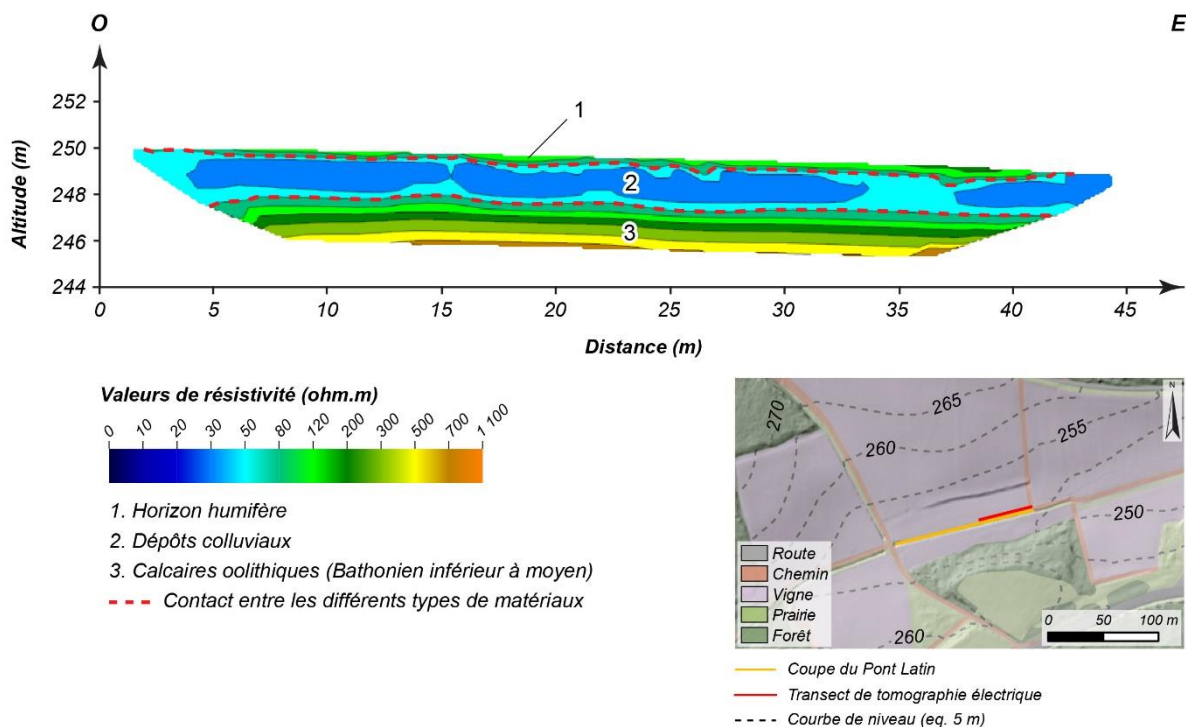 O
E
Altitude (m)
252
250
248
246
244
1
2
3
0 5 10 15 20 25 30 35 40 45
Distance (m)
Valeurs de résistivité (ohm.m)
0 10 20 30 50 80 120 200 300 500 700 1 100
1. Horizon humifère
2. Dépôts colluviaux
3. Calcaires oolithiques (Bathonien inférieur à moyen)
Contact entre les différents types de matériaux
N
270
265
260
255
250
260
Route
Chemin
Vigne
Prairie
Forêt
0 50 100 m
Coupe du Pont Latin
Transect de tomographie électrique
Courbe de niveau (eq. 5 m)